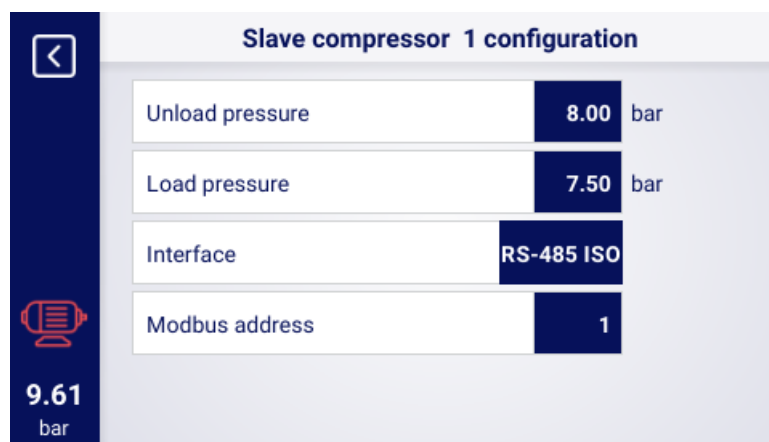 Slave compressor 1 configuration
Unload pressure 8.00 bar
Load pressure 7.50 bar
Interface RS-485 ISO
Modbus address 1
9.61
bar